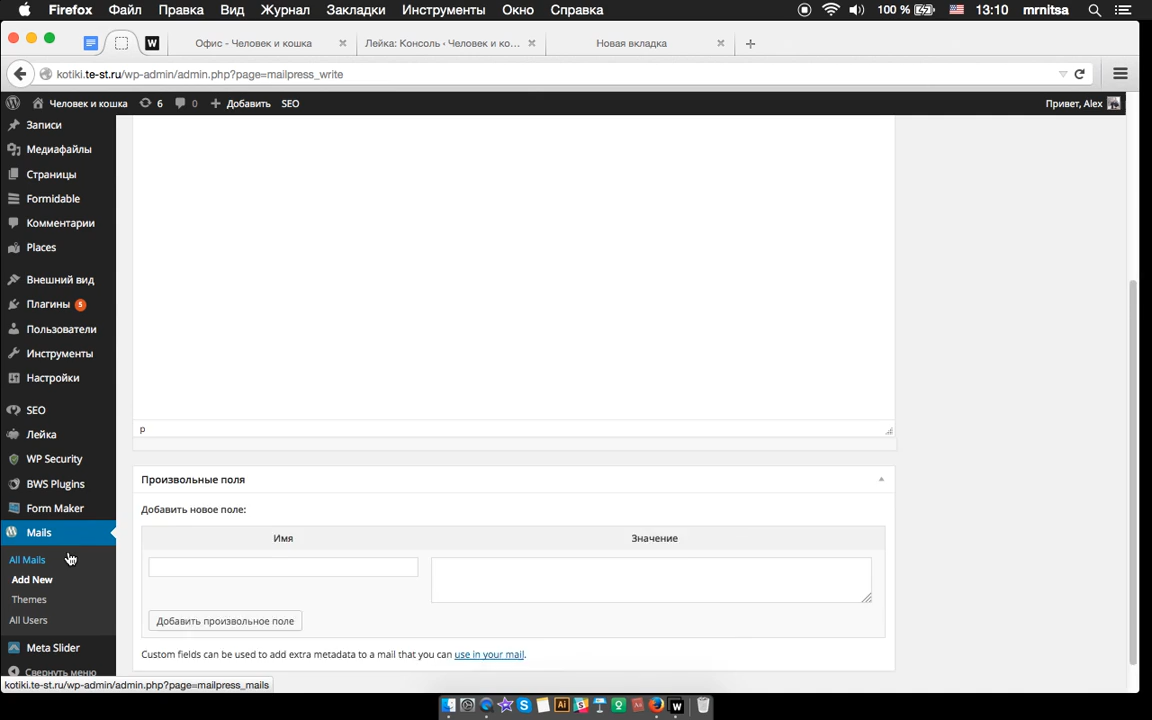 Firefox Файл Правка Вид Журнал Закладки Инструменты Окно Справка 100 % 13:10 mrnitsa
W Офис - Человек и кошка Лейка: Консоль ‹ Человек и ко... Новая вкладка
kotiki.te-st.ru/wp-admin/admin.php?page=mailpress_write
Человек и кошка 6 0 Добавить SEO Привет, Alex
Записи
Медиафайлы
Страницы
Formidable
Комментарии
Places
Внешний вид
Плагины 5
Пользователи
Инструменты
Настройки
SEO
Лейка
WP Security
BWS Plugins
Form Maker
Mails
All Mails
Add New
Themes
All Users
Meta Slider
Свернуть меню
p
Произвольные поля
Добавить новое поле:
Имя Значение
Добавить произвольное поле
Custom fields can be used to add extra metadata to a mail that you can use in your mail.
kotiki.te-st.ru/wp-admin/admin.php?page=mailpress_mails